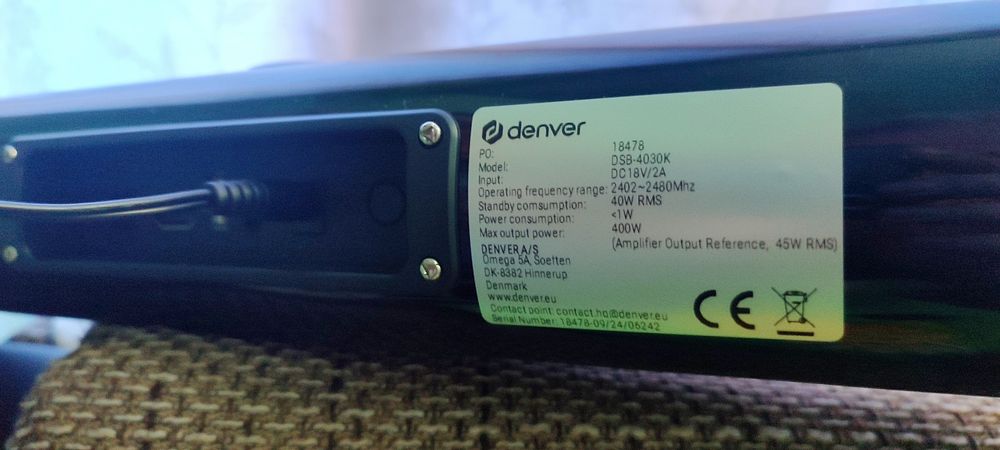 denver
PO: 18478
Model: DSB-4030K
Input: DC18V/2A
Operating frequency range: 2402~2480Mhz
Standby comsumption: 40W RMS
Power consumption: <1W
Max output power: 400W
(Amplifier Output Reference, 45W RMS)
DENVER A/S
Omega 5A, Soeften
DK-8382 Hinnerup
Denmark
www.denver.eu
Contact point: contact.hq@denver.eu
Serial Number: 18478-09/24/06242
CE